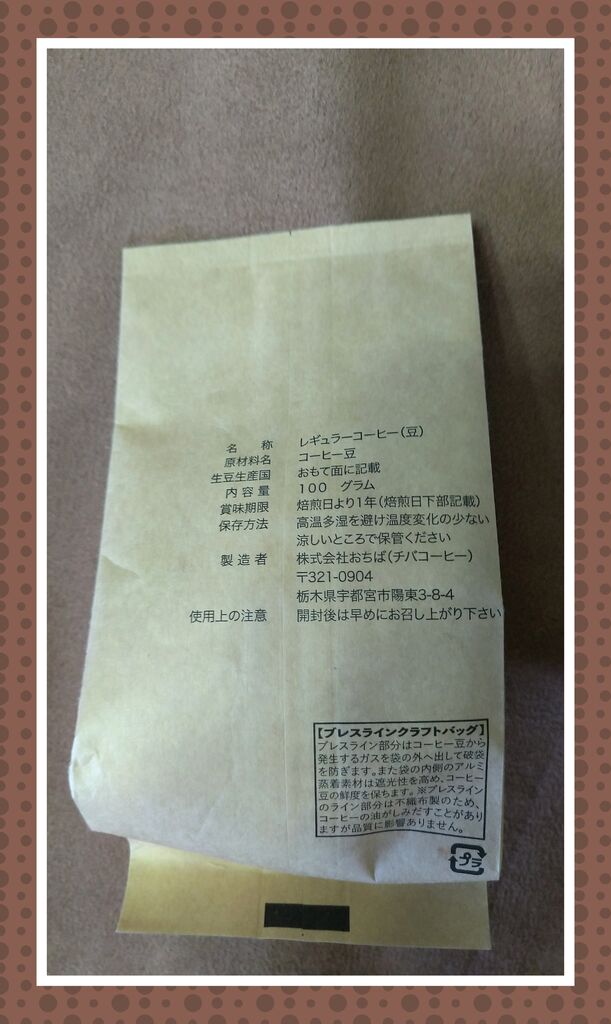 名　称　レギュラーコーヒー(豆)
原材料名　コーヒー豆
生豆生産国　おもて面に記載
内容量　１００　グラム
賞味期限　焙煎日より1年(焙煎日下部記載)
保存方法　高温多湿を避け温度変化の少ない
涼しいところで保管ください
製造者　株式会社おちば(チバコーヒー)
〒321-0904
栃木県宇都宮市陽東3-8-4
使用上の注意　開封後は早めにお召し上がり下さい
【ブレスラインクラフトバッグ】
ブレスライン部分はコーヒー豆から
発生するガスを袋の外へ出して破袋
を防ぎます。また袋の内側のアルミ
蒸着素材は遮光性を高め、コーヒー
豆の鮮度を保ちます。※ブレスライン
のライン部分は不織布製のため、
コーヒーの油がしみだすことがあり
ますが品質に影響ありません。
プラ